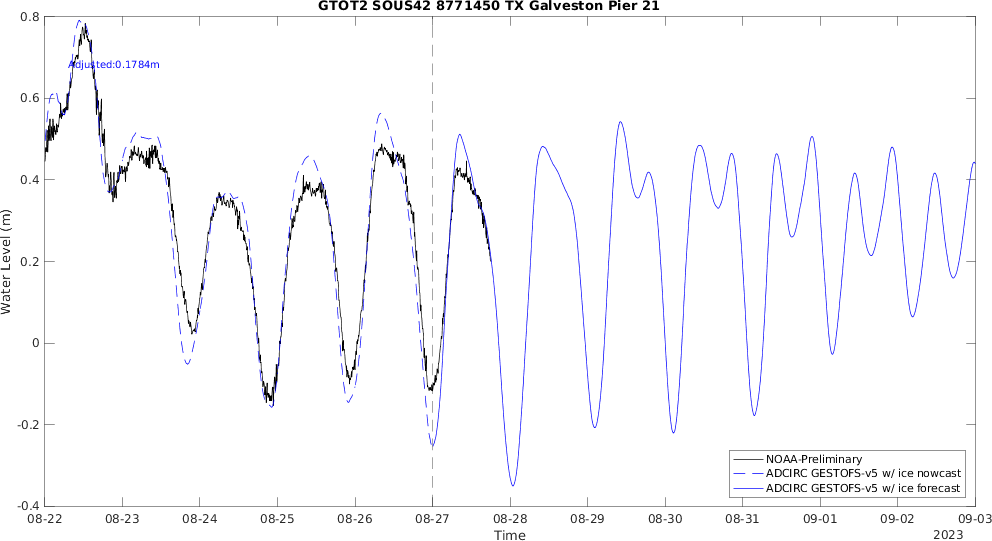 GTOT2 SOUS42 8771450 TX Galveston Pier 21
Adjusted:0.1784m
Water Level (m)
0.8
0.6
0.4
0.2
0
-0.2
-0.4
NOAA-Preliminary
ADCIRC GESTOFS-v5 w/ ice nowcast
ADCIRC GESTOFS-v5 w/ ice forecast
08-22 08-23 08-24 08-25 08-26 08-27 08-28 08-29 08-30 08-31 09-01 09-02 09-03
Time
2023